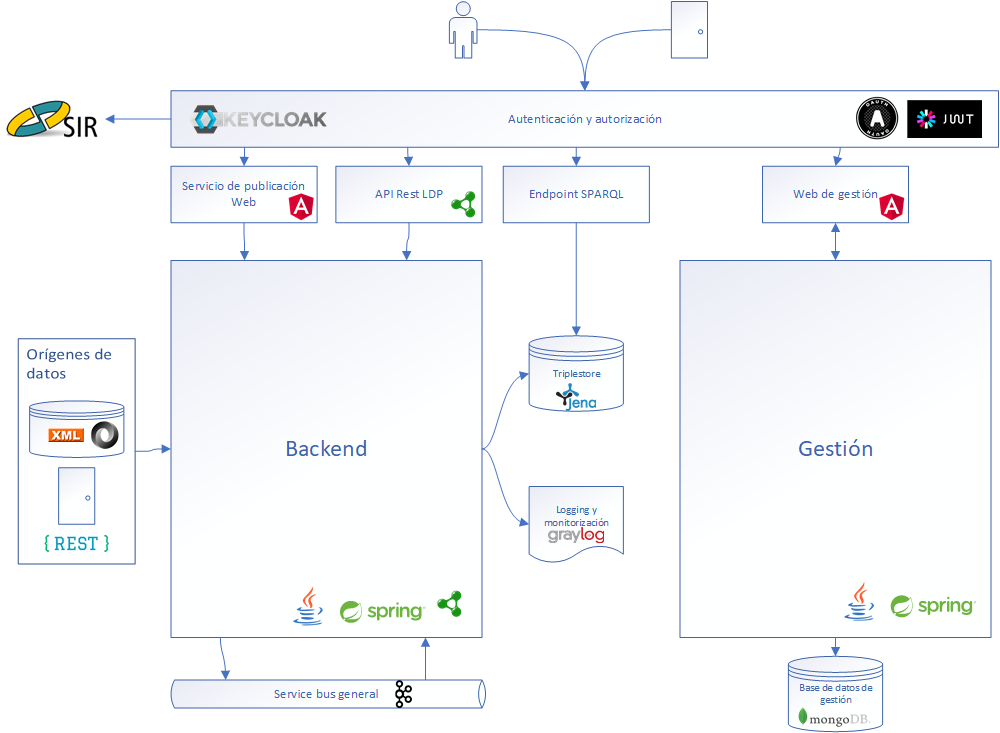 SIR
KEYCLOAK
Autenticación y autorización
OAUTH
A
OAUTH
JWT
Servicio de publicación
Web
A
API Rest LDP
Endpoint SPARQL
Web de gestión
A
Orígenes de
datos
XML
{ REST }
Backend
Triplestore
Jena
Logging y
monitorización
graylog
Gestión
spring
spring
Service bus general
Base de datos de
gestión
mongoDB.